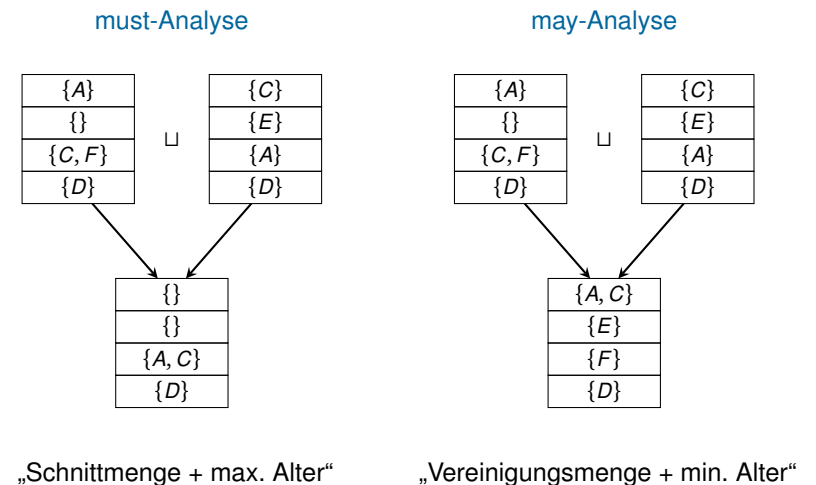 must-Analyse
{A}
{}
{C, F}
{D}
⊔
{C}
{E}
{A}
{D}
{}
{}
{A, C}
{D}
„Schnittmenge + max. Alter“
may-Analyse
{A}
{}
{C, F}
{D}
⊔
{C}
{E}
{A}
{D}
{A, C}
{E}
{F}
{D}
„Vereinigungsmenge + min. Alter“